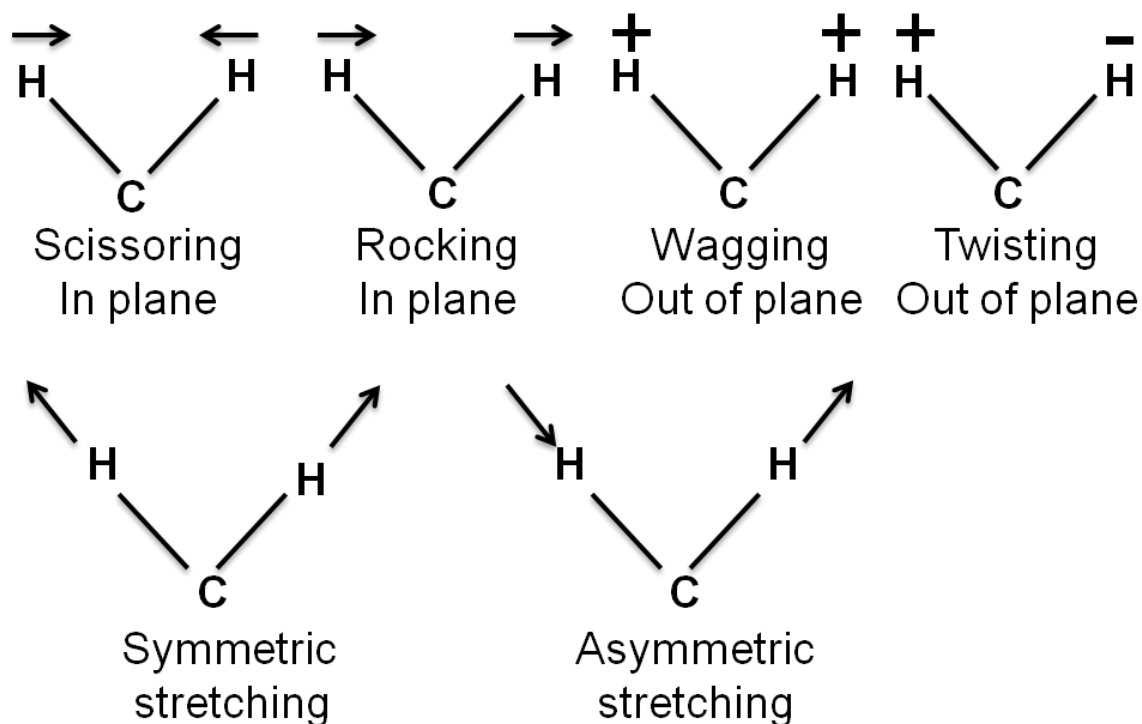 + + + -
H H H H H H H H
C C C C
Scissoring Rocking Wagging Twisting
In plane In plane Out of plane Out of plane
H H H H
C C
Symmetric Asymmetric
stretching stretching